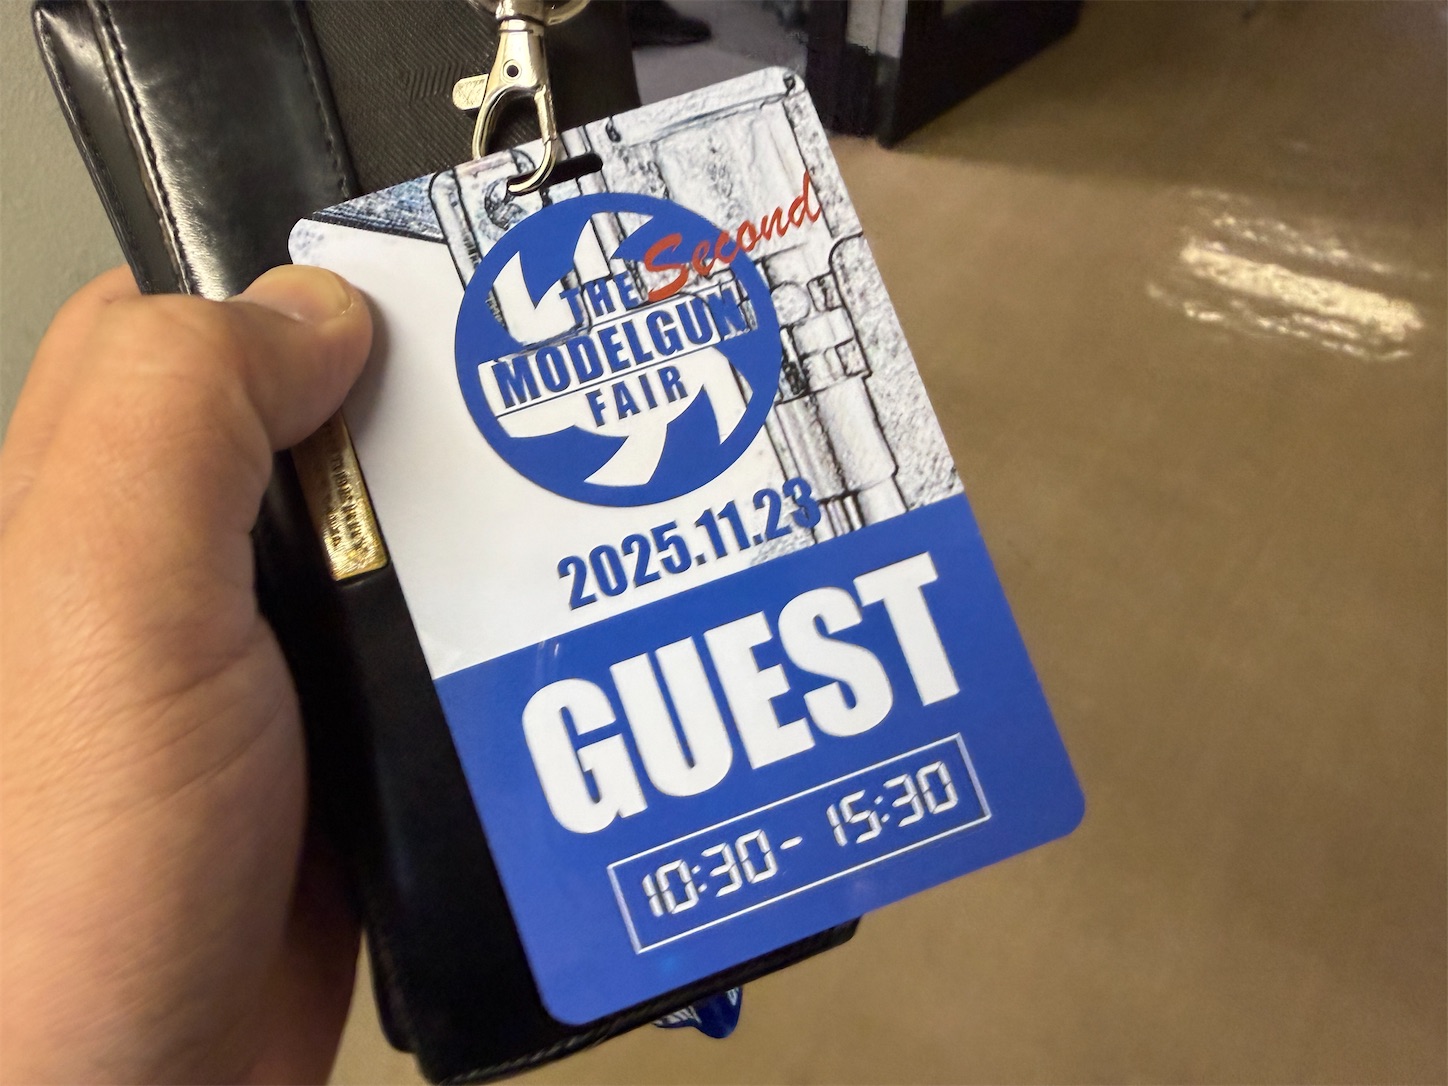 Second
THE
MODELGUN
FAIR
2025.11.23
GUEST
10:30- 15:30